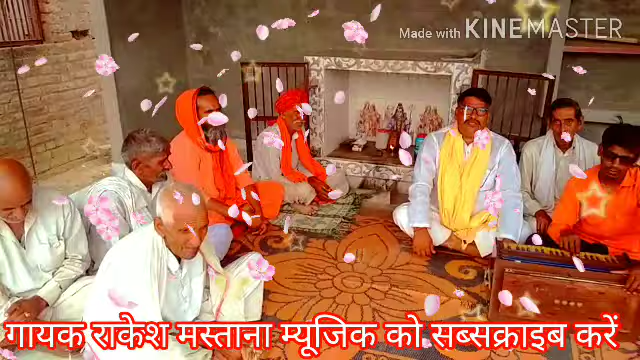 Made with KINEMASTER
गायक राकेश मस्ताना म्यूजिक को सब्सक्राइब करें